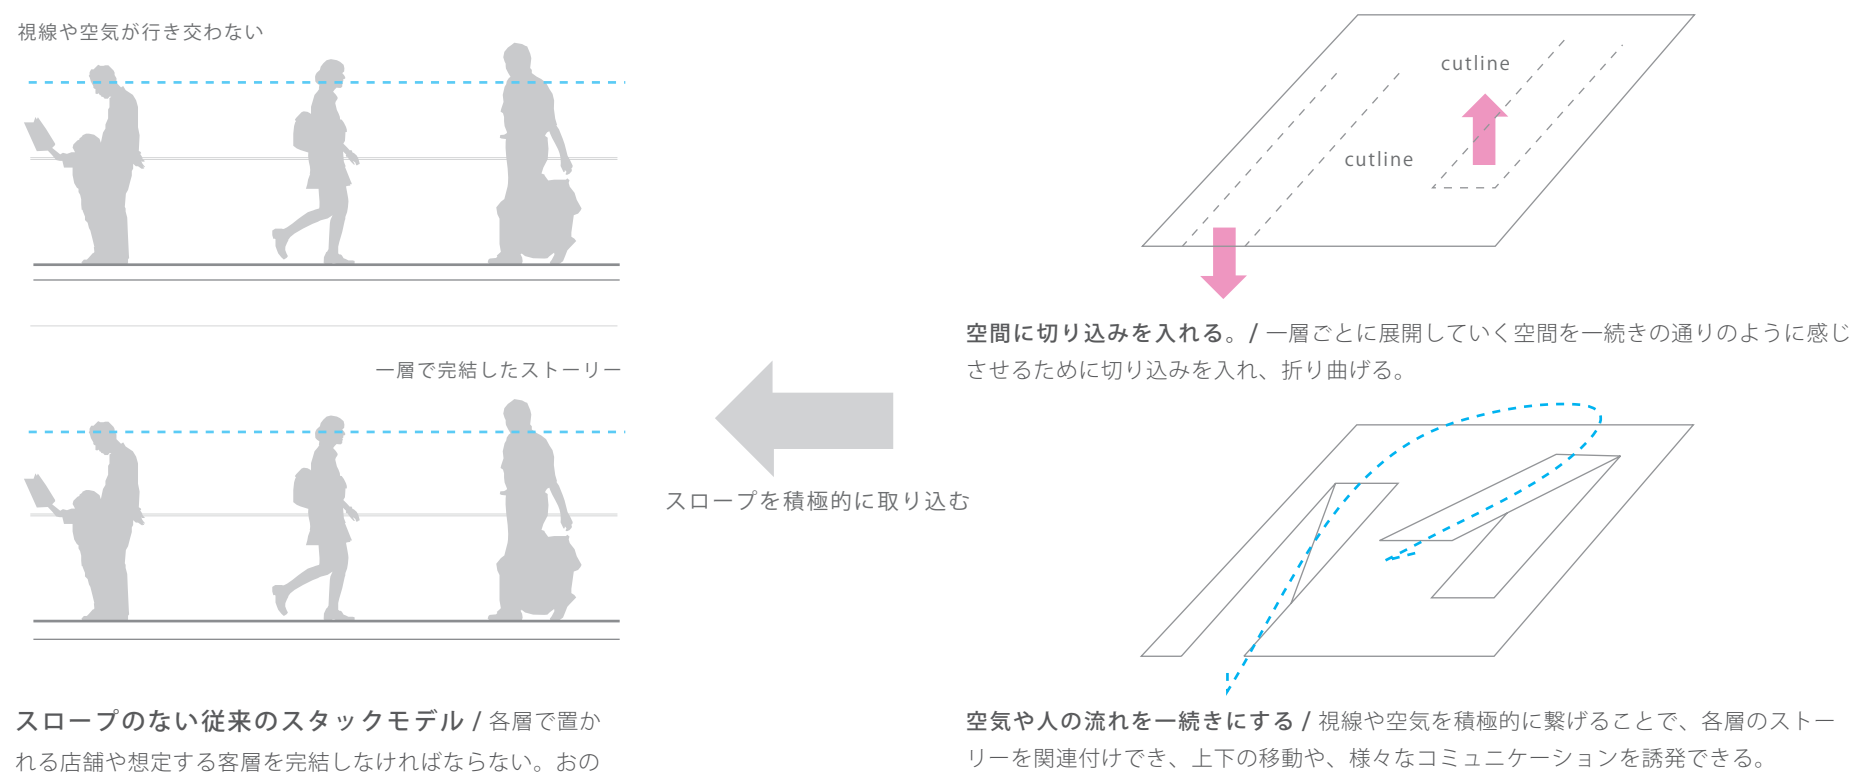 視線や空気が行き交わない
一層で完結したストーリー
スロープのない従来のスタックモデル / 各層で置か
れる店舗や想定する客層を完結しなければならない。おの
スロープを積極的に取り込む
cutline
cutline
空間に切り込みを入れる。/ 一層ごとに展開していく空間を一続きの通りのように感じ
させるために切り込みを入れ、折り曲げる。
空気や人の流れを一続きにする / 視線や空気を積極的に繋げることで、各層のストー
リーを関連付けでき、上下の移動や、様々なコミュニケーションを誘発できる。